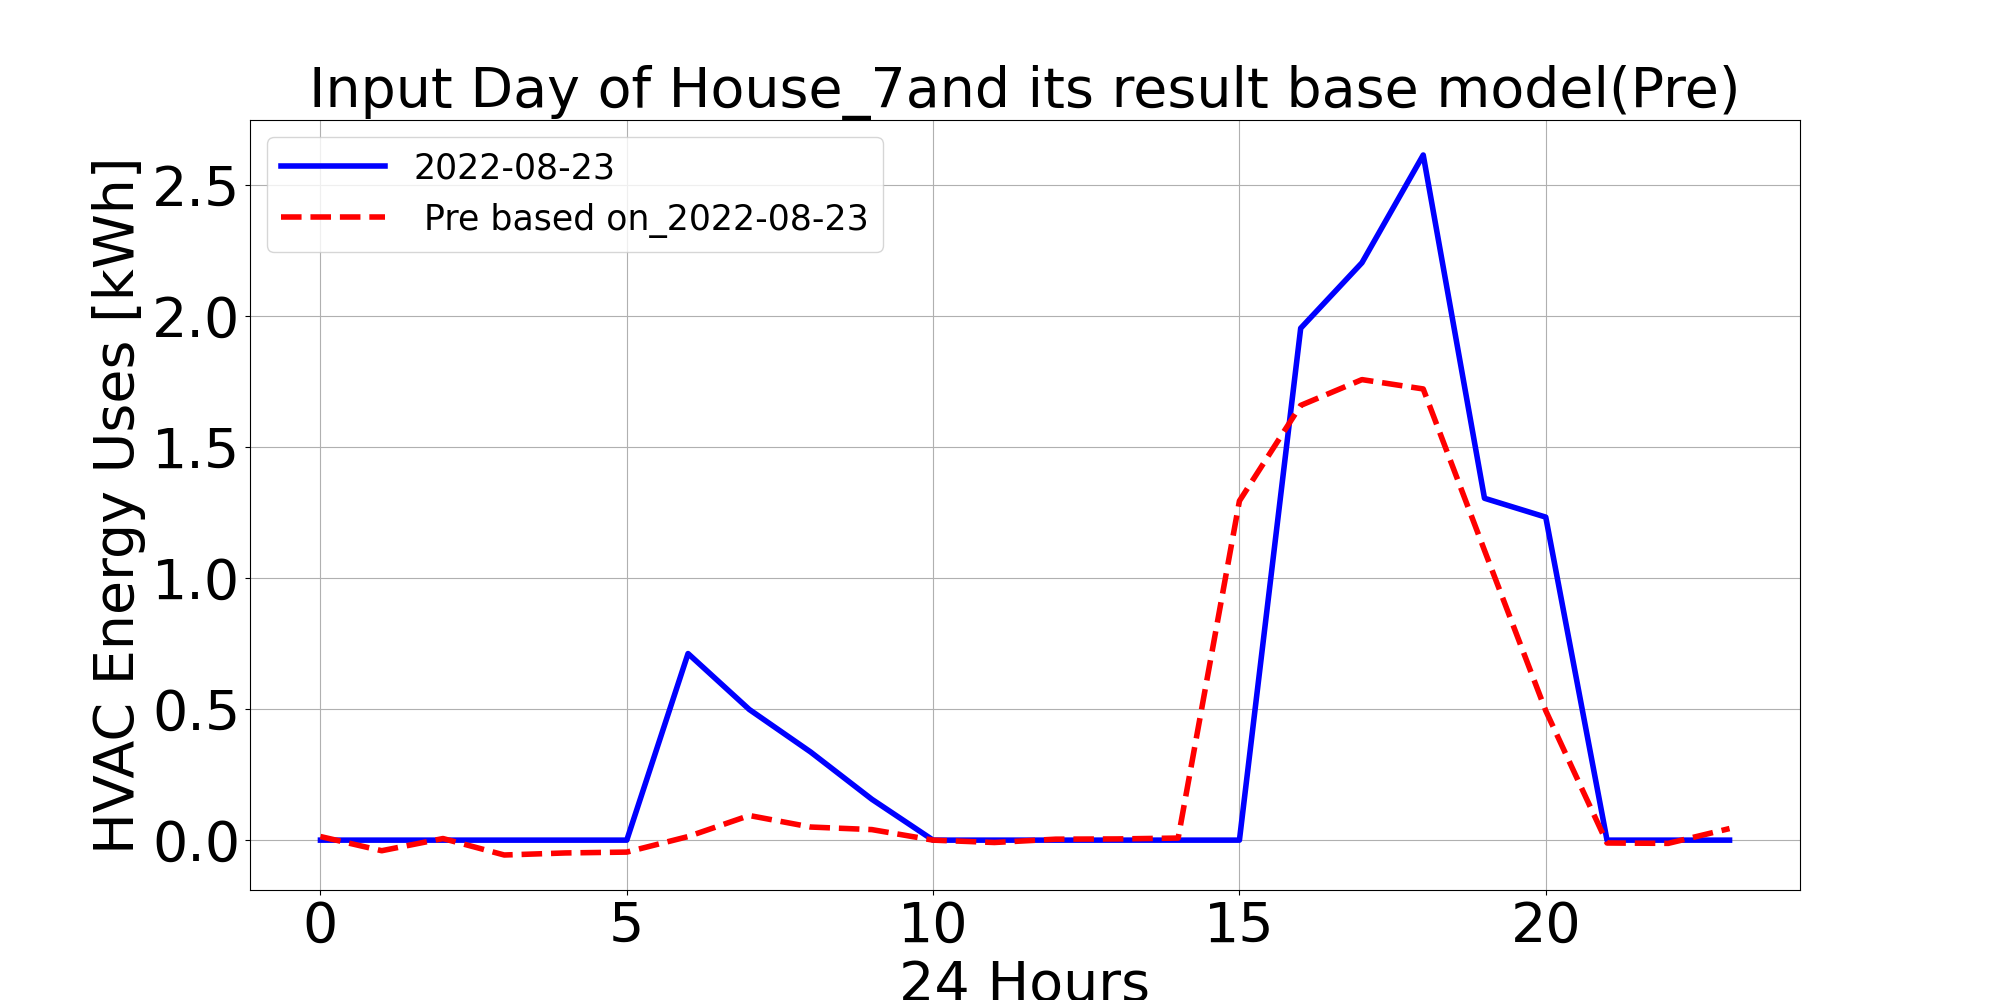 Input Day of House_7and its result base model(Pre)
HVAC Energy Uses [kWh]
2.5
2.0
1.5
1.0
0.5
0.0
2022-08-23
Pre based on_2022-08-23
0 5 10 15 20
24 Hours